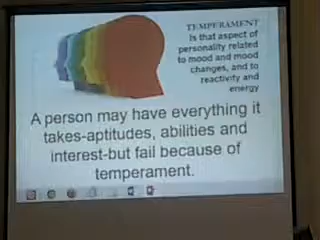 TEMPERAMENT
Is that aspect of
personality related
to mood and mood
changes, and to
reactivity and
energy
A person may have everything it
takes-aptitudes, abilities and
interest-but fail because of
temperament.